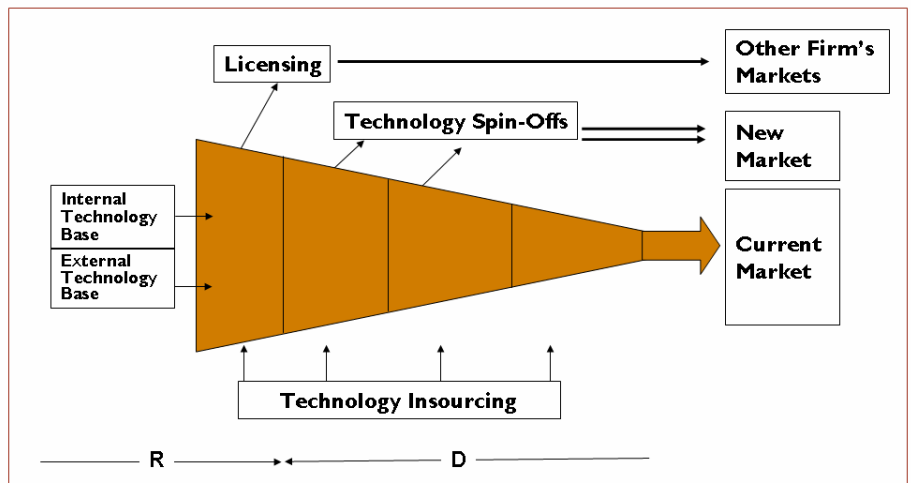 Licensing
Other Firm's
Markets
Technology Spin-Offs
New
Market
Internal
Technology
Base
External
Technology
Base
Current
Market
Technology Insourcing
R
D